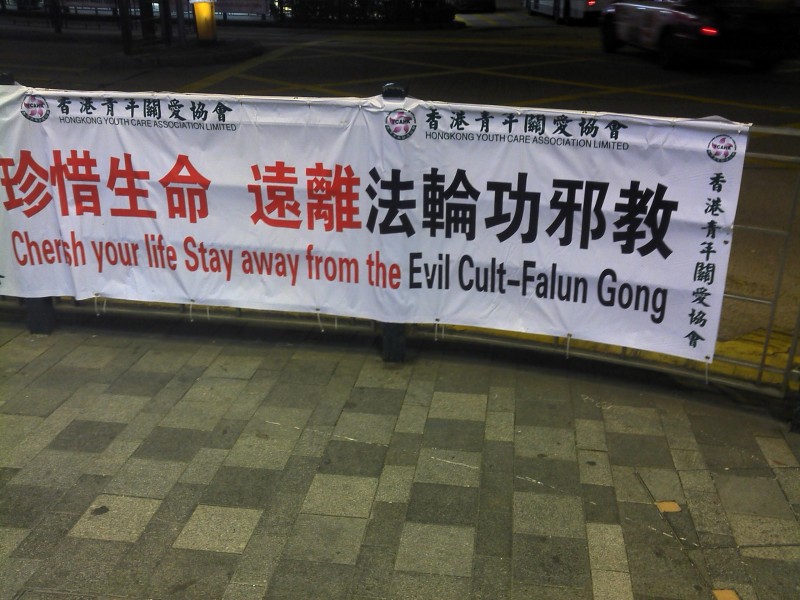 香港青年關愛協會
HONGKONG YOUTH CARE ASSOCIATION LIMITED
香港青年關愛協會
HONGKONG YOUTH CARE ASSOCIATION LIMITED
珍惜生命 遠離法輪功邪教
Cherish your life Stay away from the Evil Cult-Falun Gong
香港青年關愛協會